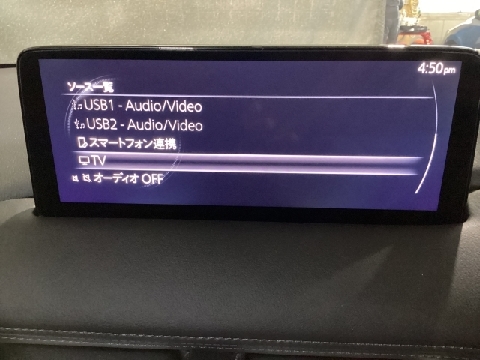 4:50pm
ソース一覧
USB1 - Audio/Video
USB2 - Audio/Video
スマートフォン連携
TV
オーディオ OFF